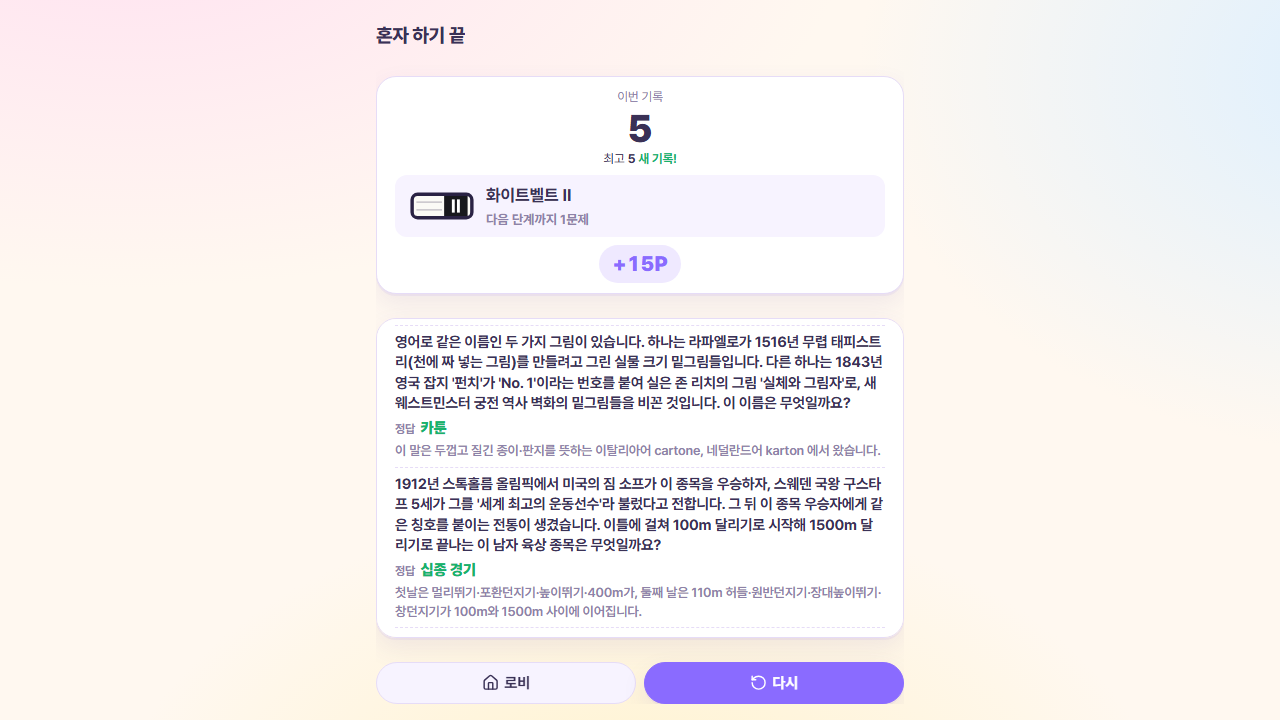 혼자 하기 끝
이번 기록
5
최고 5 새 기록!
화이트벨트 II
다음 단계까지 1문제
+15P
영어로 같은 이름인 두 가지 그림이 있습니다. 하나는 라파엘로가 1516년 무렵 태피스트
리(천에 짜 넣는 그림)를 만들려고 그린 실물 크기 밑그림들입니다. 다른 하나는 1843년
영국 잡지 '펀치'가 'No. 1'이라는 번호를 붙여 실은 존 리치의 그림 '실체와 그림자'로, 새
웨스트민스터 궁전 역사 벽화의 밑그림들을 비꼰 것입니다. 이 이름은 무엇일까요?
정답 카툰
이 말은 두껍고 질긴 종이·판지를 뜻하는 이탈리아어 cartone, 네덜란드어 karton 에서 왔습니다.
1912년 스톡홀름 올림픽에서 미국의 짐 소프가 이 종목을 우승하자, 스웨덴 국왕 구스타
프 5세가 그를 '세계 최고의 운동선수'라 불렀다고 전합니다. 그 뒤 이 종목 우승자에게 같
은 칭호를 붙이는 전통이 생겼습니다. 이틀에 걸쳐 100m 달리기로 시작해 1500m 달
리기로 끝나는 이 남자 육상 종목은 무엇일까요?
정답 십종 경기
첫날은 멀리뛰기·포환던지기·높이뛰기·400m가, 둘째 날은 110m 허들·원반던지기·장대높이뛰기·
창던지기가 100m와 1500m 사이에 이어집니다.
로비
다시